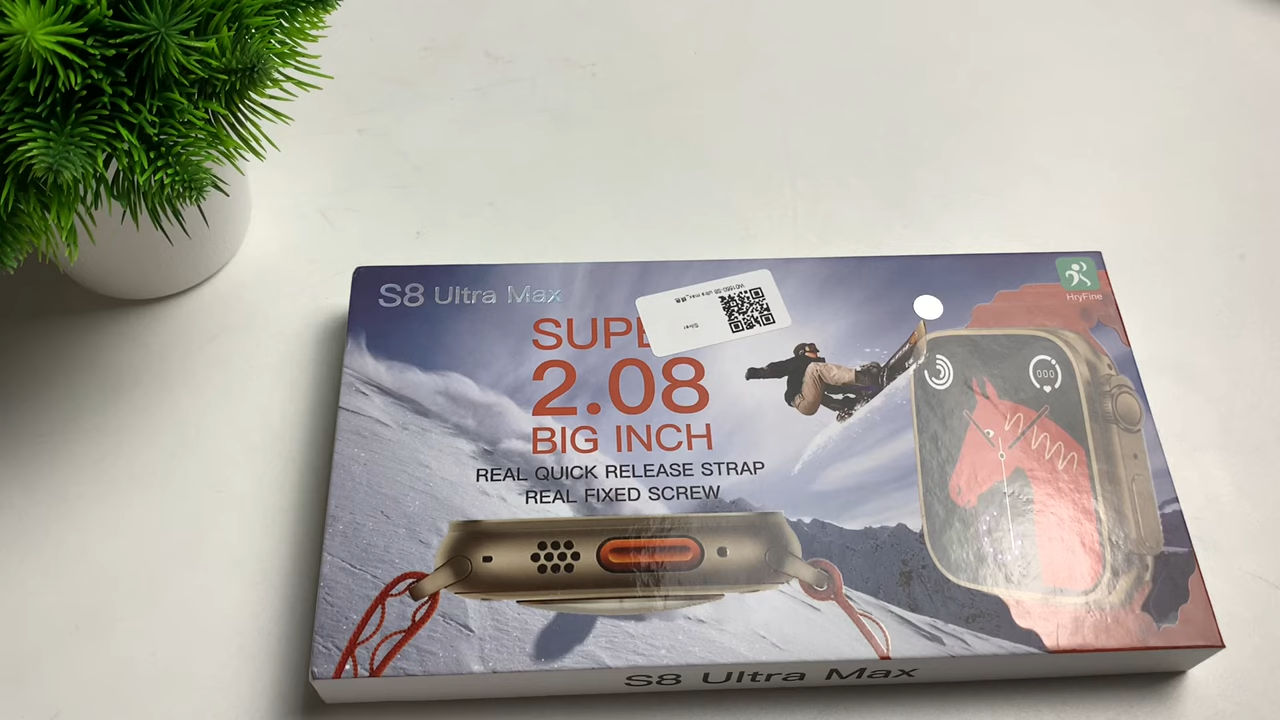 S8 Ultra Max
HryFine
SUPE
2.08
BIG INCH
REAL QUICK RELEASE STRAP
REAL FIXED SCREW
Silver
S8 Ultra Max